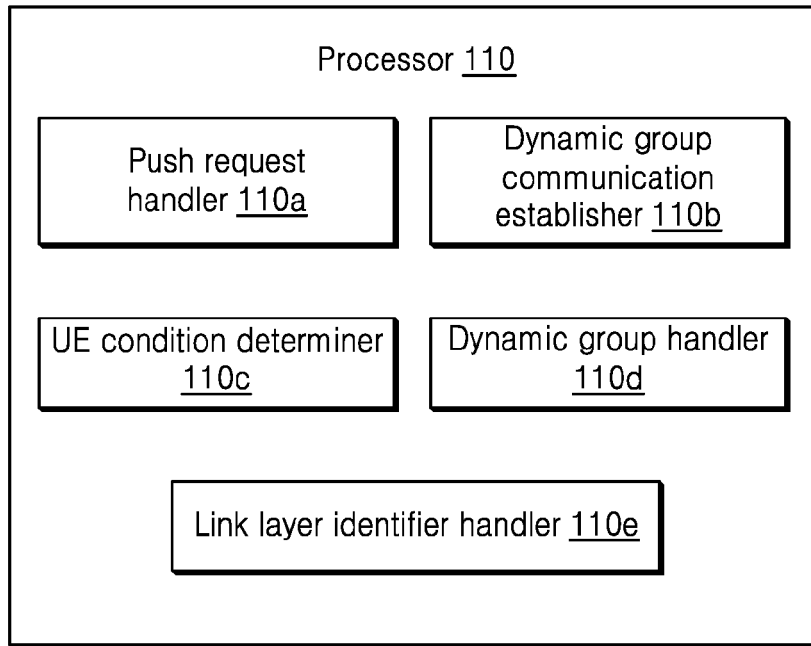 Processor 110
Push request
handler 110a
Dynamic group
communication
establisher 110b
UE condition determiner
110c
Dynamic group handler
110d
Link layer identifier handler 110e